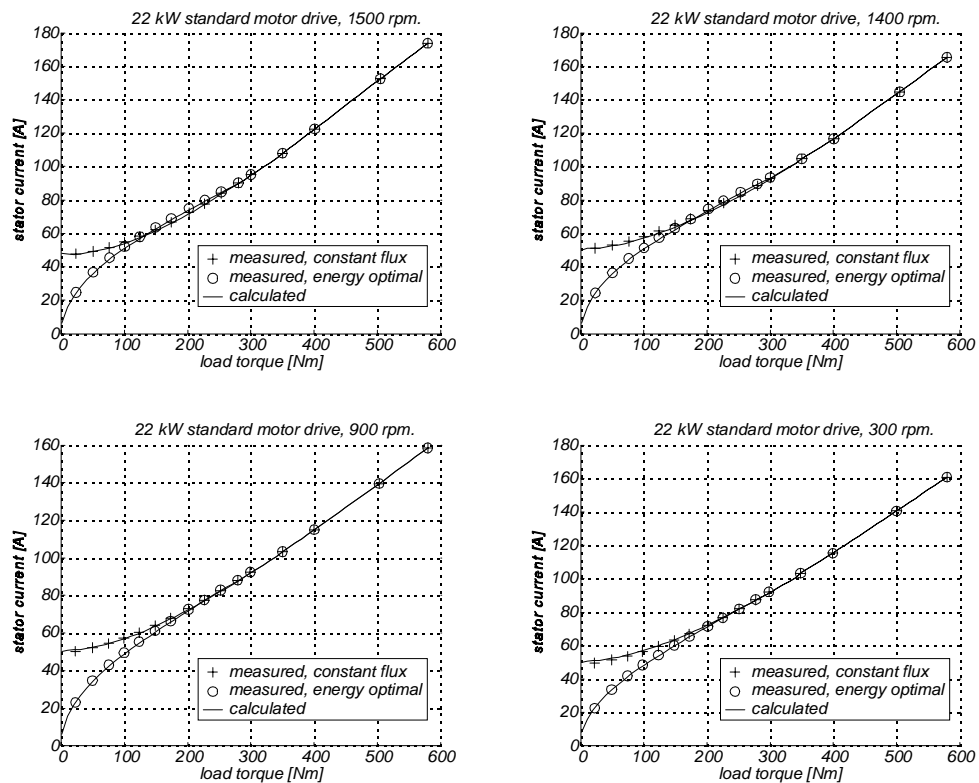 22 kW standard motor drive, 1500 rpm.
180
160
140
120
100
80
60
40
20
0
stator current [A]
+ measured, constant flux
o measured, energy optimal
calculated
0 100 200 300 400 500 600
load torque [Nm]
22 kW standard motor drive, 1400 rpm.
180
160
140
120
100
80
60
40
20
0
stator current [A]
+ measured, constant flux
o measured, energy optimal
calculated
0 100 200 300 400 500 600
load torque [Nm]
22 kW standard motor drive, 900 rpm.
160
140
120
100
80
60
40
20
0
stator current [A]
+ measured, constant flux
o measured, energy optimal
calculated
0 100 200 300 400 500 600
load torque [Nm]
22 kW standard motor drive, 300 rpm.
180
160
140
120
100
80
60
40
20
0
stator current [A]
+ measured, constant flux
o measured, energy optimal
calculated
0 100 200 300 400 500 600
load torque [Nm]